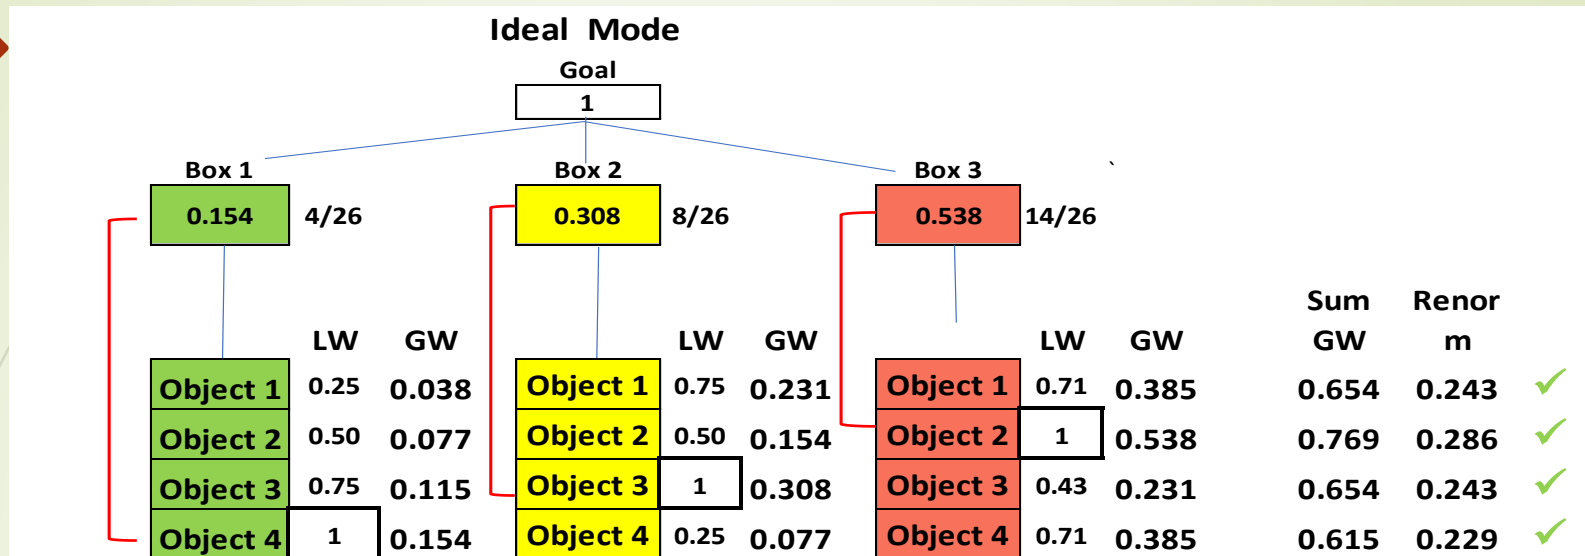 Ideal Mode
Goal
1
Box 1 Box 2 Box 3 `
0.154 4/26 0.308 8/26 0.538 14/26
Sum Renor
LW GW LW GW LW GW GW m
Object 1 0.25 0.038 Object 1 0.75 0.231 Object 1 0.71 0.385 0.654 0.243 ✓
Object 2 0.50 0.077 Object 2 0.50 0.154 Object 2 1 0.538 0.769 0.286 ✓
Object 3 0.75 0.115 Object 3 1 0.308 Object 3 0.43 0.231 0.654 0.243 ✓
Object 4 1 0.154 Object 4 0.25 0.077 Object 4 0.71 0.385 0.615 0.229 ✓